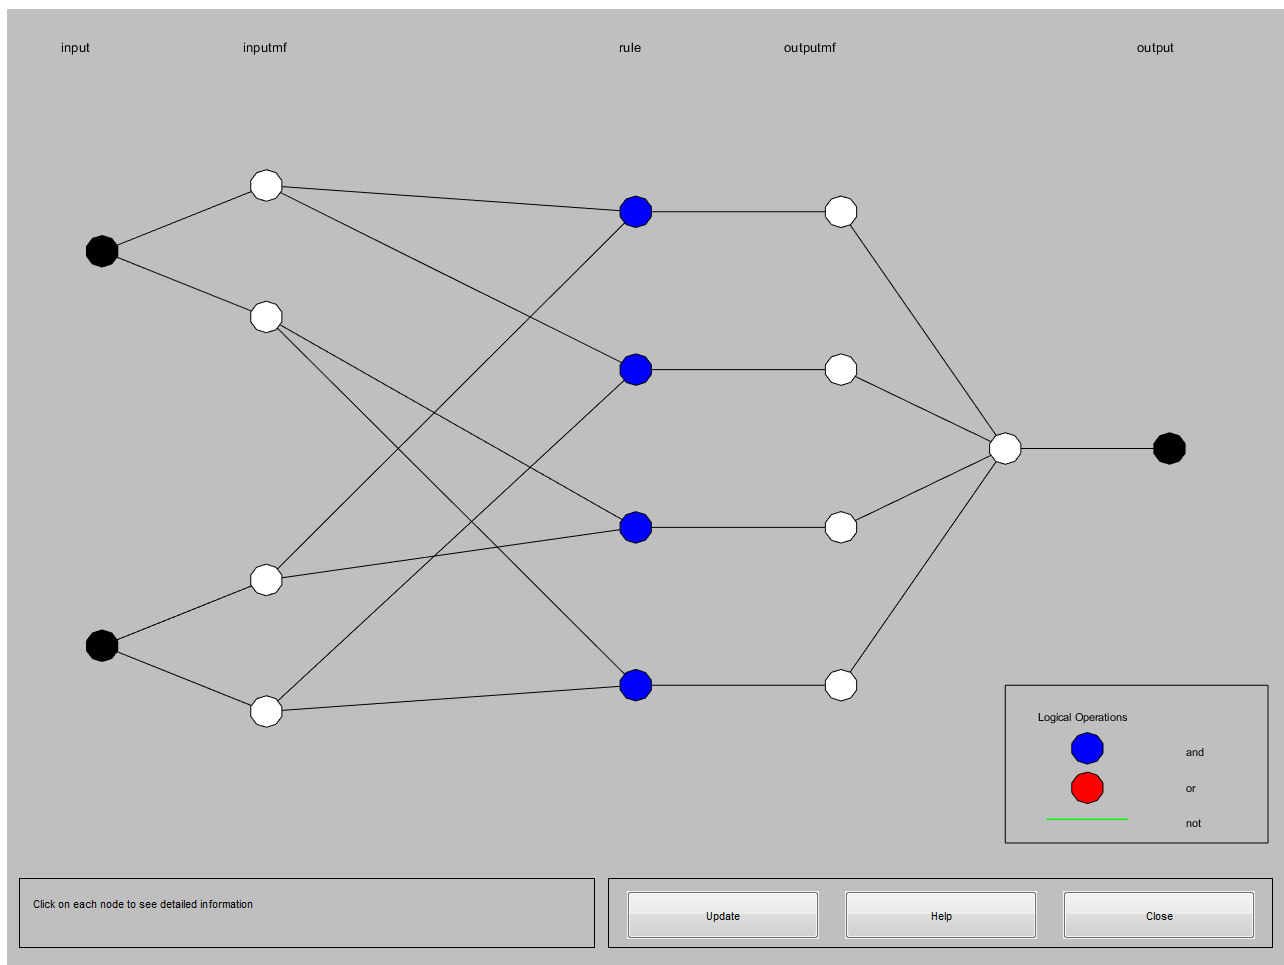 input
inputmf
rule
outputmf
output
Logical Operations
and
or
not
Click on each node to see detailed information
Update
Help
Close